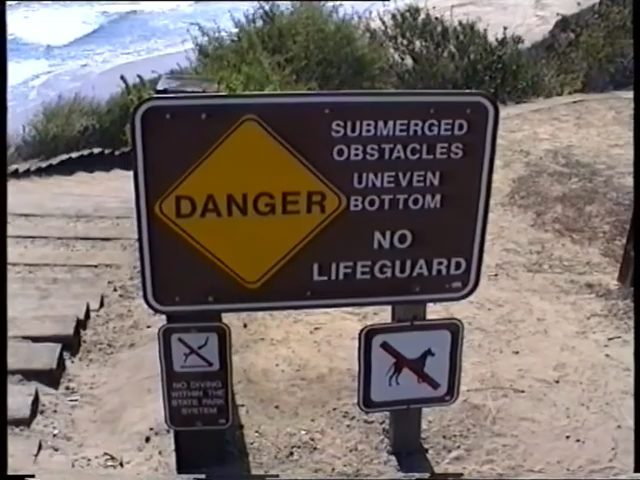 DANGER
SUBMERGED
OBSTACLES
UNEVEN
BOTTOM
NO
LIFEGUARD
NO DIVING
WITHIN THE
STATE PARK
SYSTEM